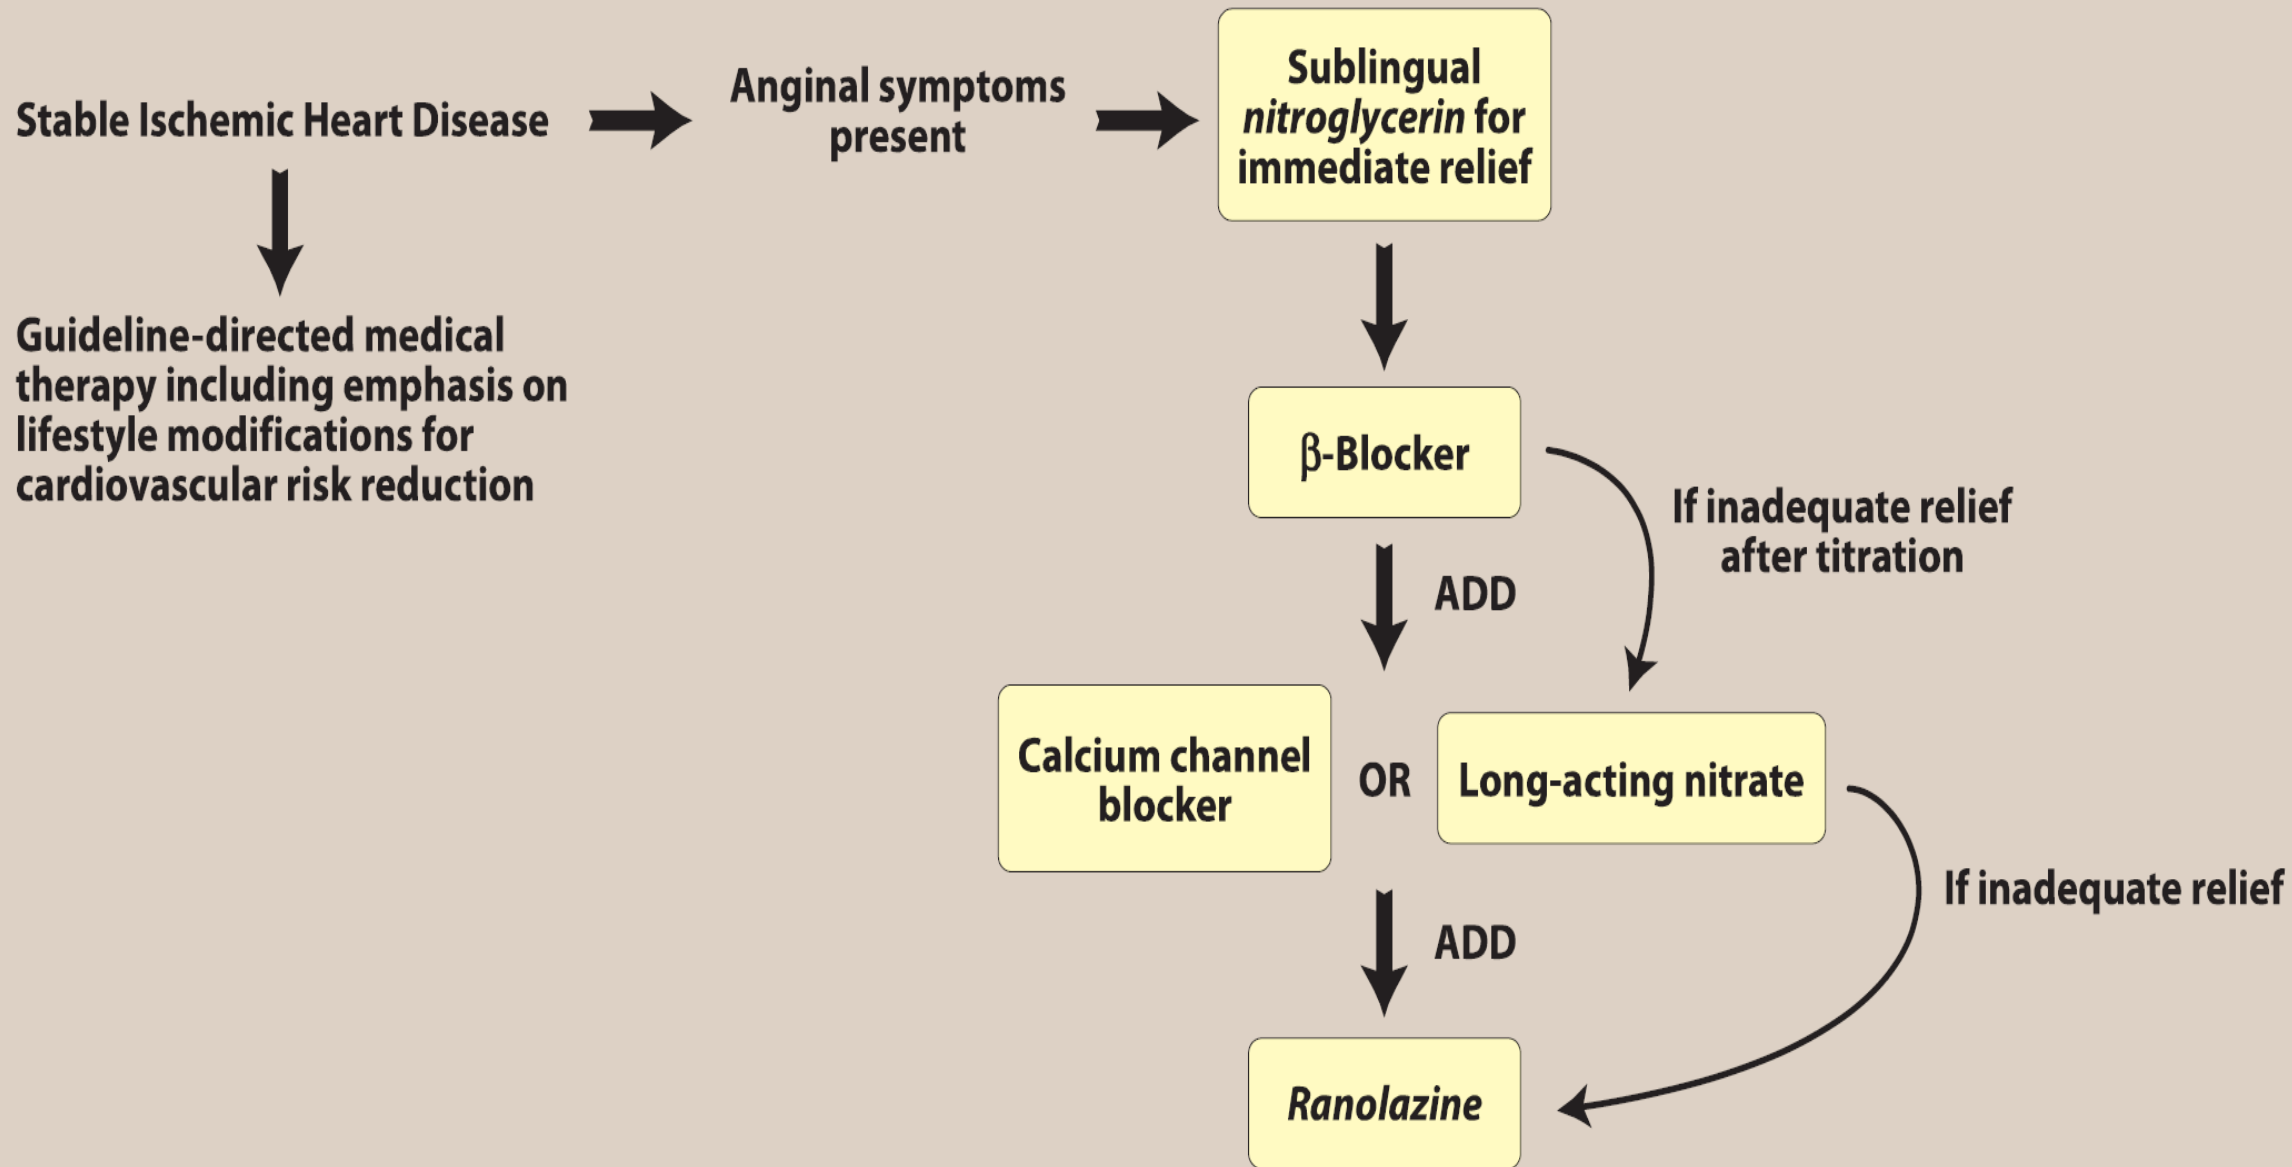 Stable Ischemic Heart Disease
Anginal symptoms
present
Sublingual
nitroglycerin for
immediate relief
Guideline-directed medical
therapy including emphasis on
lifestyle modifications for
cardiovascular risk reduction
β-Blocker
If inadequate relief
after titration
ADD
Calcium channel
blocker
OR
Long-acting nitrate
If inadequate relief
ADD
Ranolazine